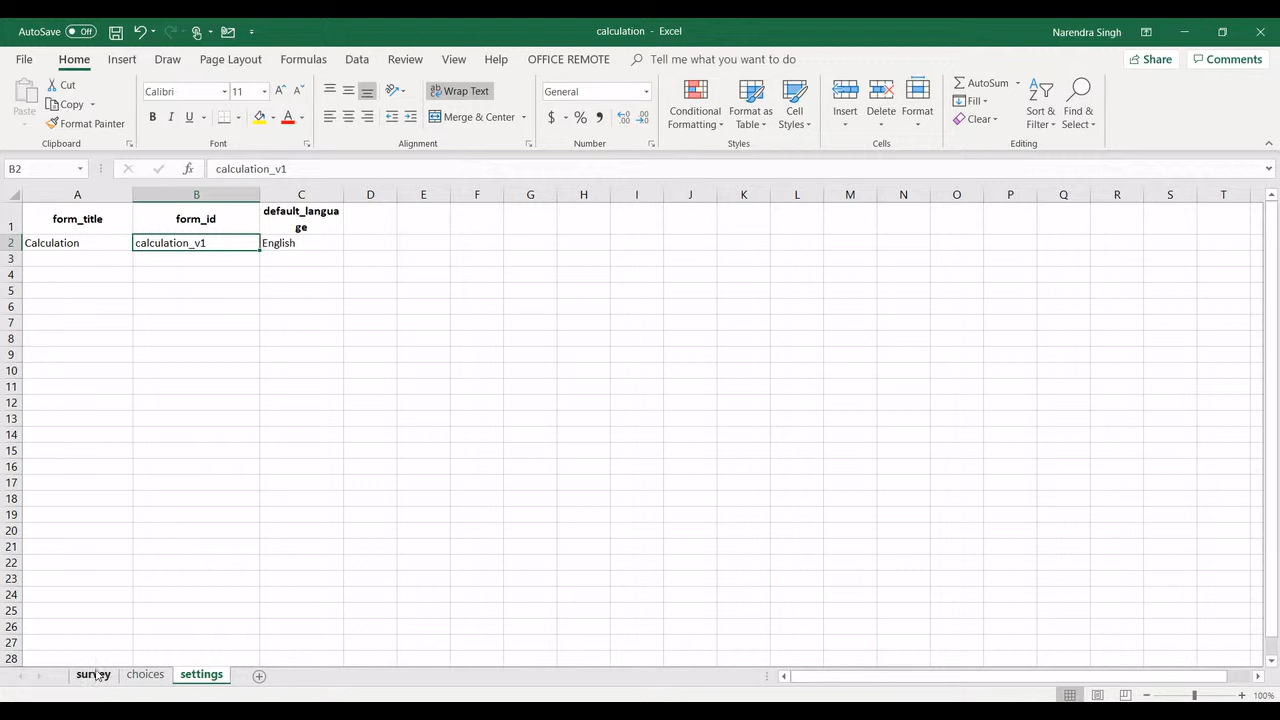 AutoSave Off calculation - Excel Narendra Singh
File Home Insert Draw Page Layout Formulas Data Review View Help OFFICE REMOTE Tell me what you want to do Share Comments
Paste
Cut
Copy
Format Painter
Clipboard
Calibri 11
B I U
Font
Wrap Text
Merge & Center
Alignment
General
$ % ,
Number
Conditional Formatting
Format as Table
Cell Styles
Styles
Insert Delete Format
Cells
AutoSum
Fill
Clear
Sort & Filter
Find & Select
Editing
B2 fx calculation_v1
A B C D E F G H I J K L M N O P Q R S T
1 form_title form_id default_langua
ge
2 Calculation calculation_v1 English
3
4
5
6
7
8
9
10
11
12
13
14
15
16
17
18
19
20
21
22
23
24
25
26
27
28
survey choices settings
100%